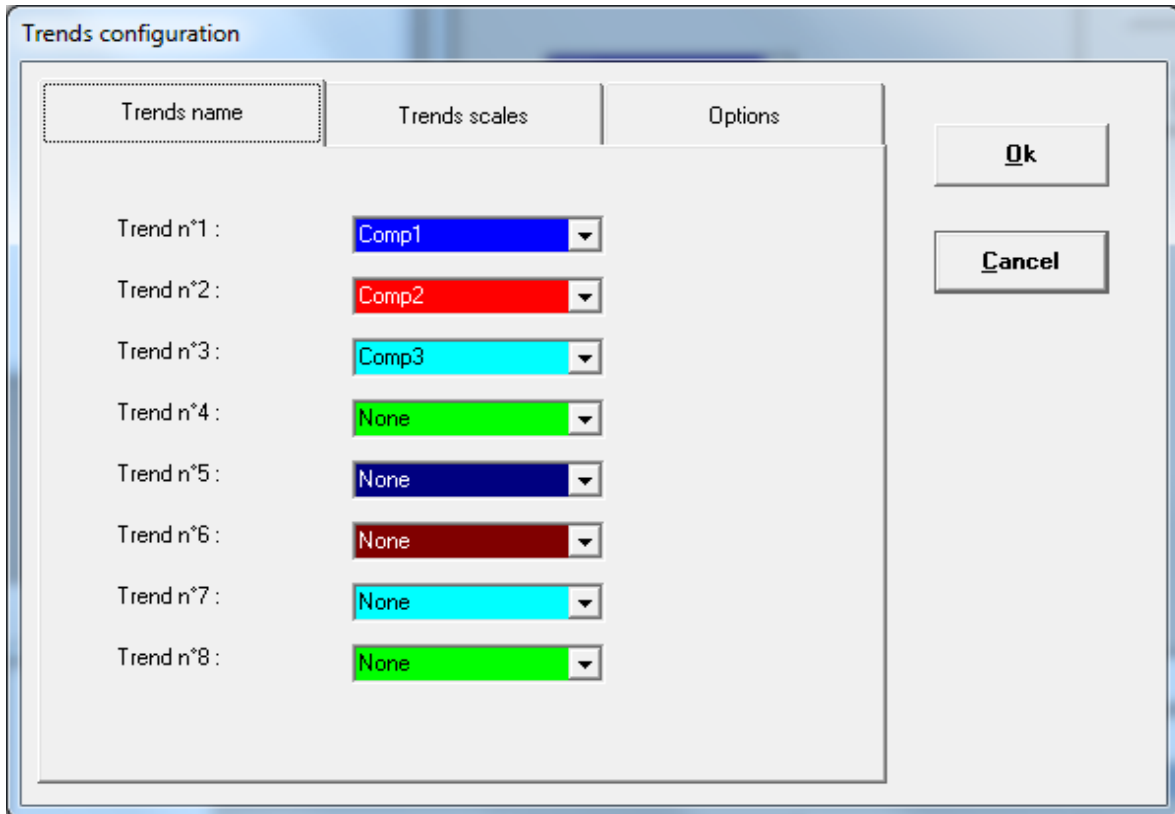 Trends configuration
Trends name Trends scales Options
Ok
Cancel
Trend n°1 : Comp1
Trend n°2 : Comp2
Trend n°3 : Comp3
Trend n°4 : None
Trend n°5 : None
Trend n°6 : None
Trend n°7 : None
Trend n°8 : None